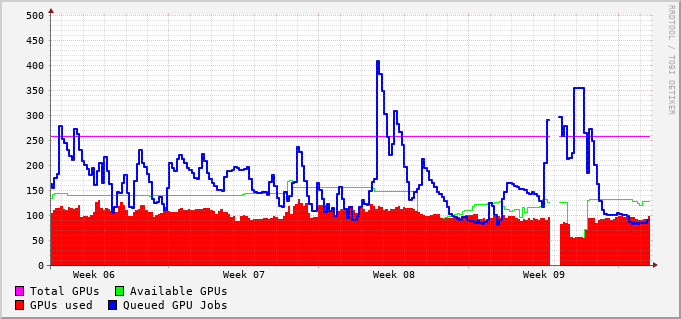 500
450
400
350
300
250
200
150
100
50
0
Week 06 Week 07 Week 08 Week 09
Total GPUs Available GPUs
GPUs used Queued GPU Jobs
RRDTOOL / TOBI OETIKER